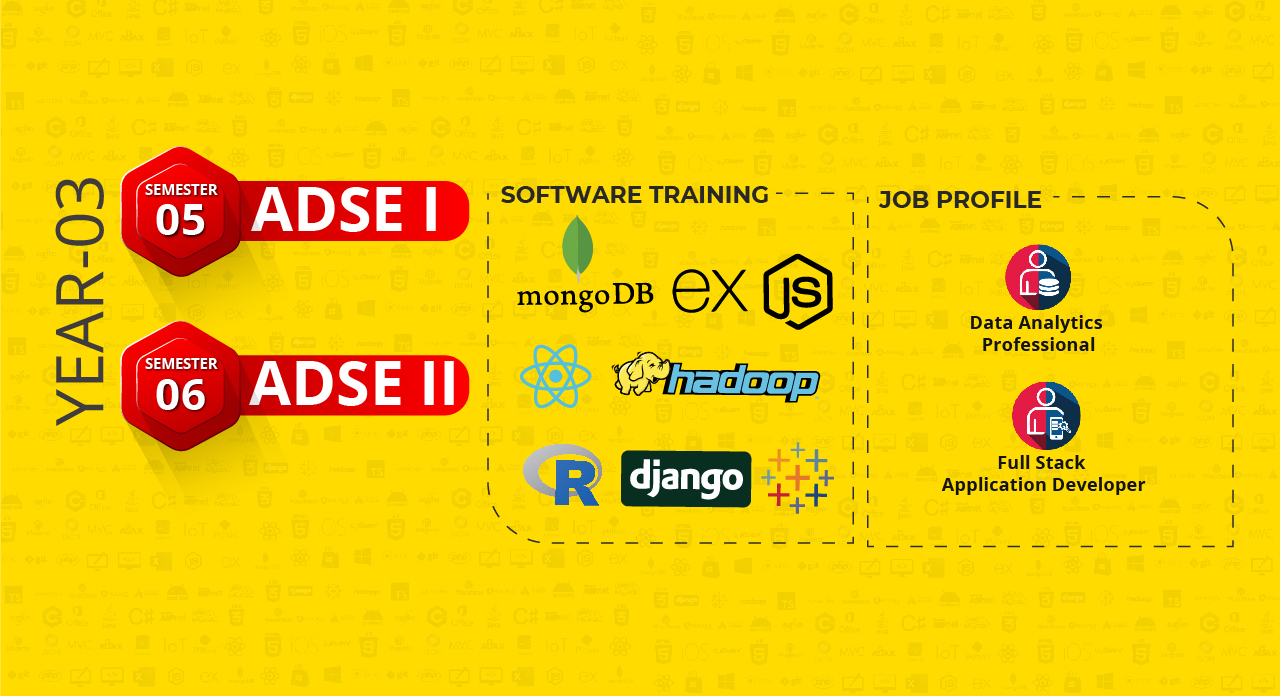 YEAR-03
SEMESTER
05
ADSE I
SEMESTER
06
ADSE II
SOFTWARE TRAINING
mongoDB
ex
JS
hadoop
R
django
JOB PROFILE
Data Analytics
Professional
Full Stack
Application Developer